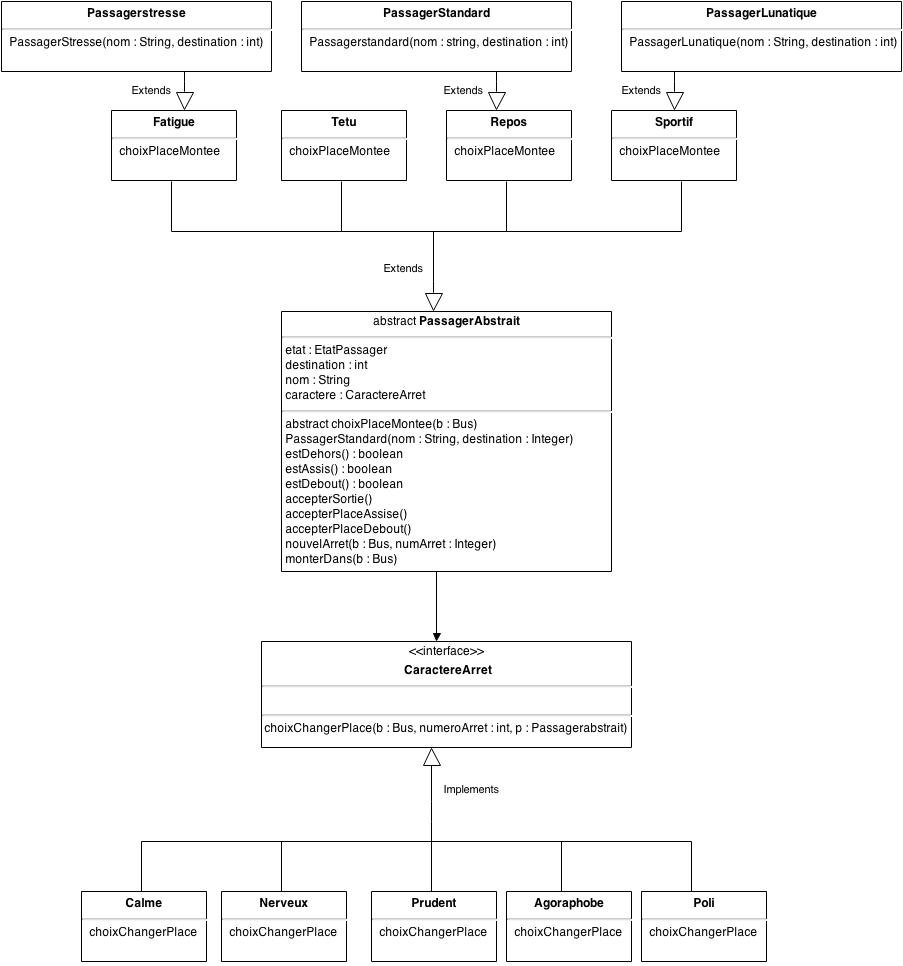 Passagerstresse
PassagerStresse(nom : String, destination : int)
PassagerStandard
Passagerstandard(nom : string, destination : int)
PassagerLunatique
PassagerLunatique(nom : String, destination : int)
Extends
Extends
Extends
Fatigue
choixPlaceMontee
Tetu
choixPlaceMontee
Repos
choixPlaceMontee
Sportif
choixPlaceMontee
Extends
abstract PassagerAbstrait
etat : EtatPassager
destination : int
nom : String
caractere : CaractereArret
abstract choixPlaceMontee(b : Bus)
PassagerStandard(nom : String, destination : Integer)
estDehors() : boolean
estAssis() : boolean
estDebout() : boolean
accepterSortie()
accepterPlaceAssise()
accepterPlaceDebout()
nouvelArret(b : Bus, numArret : Integer)
monterDans(b : Bus)
<<interface>>
CaractereArret
choixChangerPlace(b : Bus, numeroArret : int, p : Passagerabstrait)
Implements
Calme
choixChangerPlace
Nerveux
choixChangerPlace
Prudent
choixChangerPlace
Agoraphobe
choixChangerPlace
Poli
choixChangerPlace